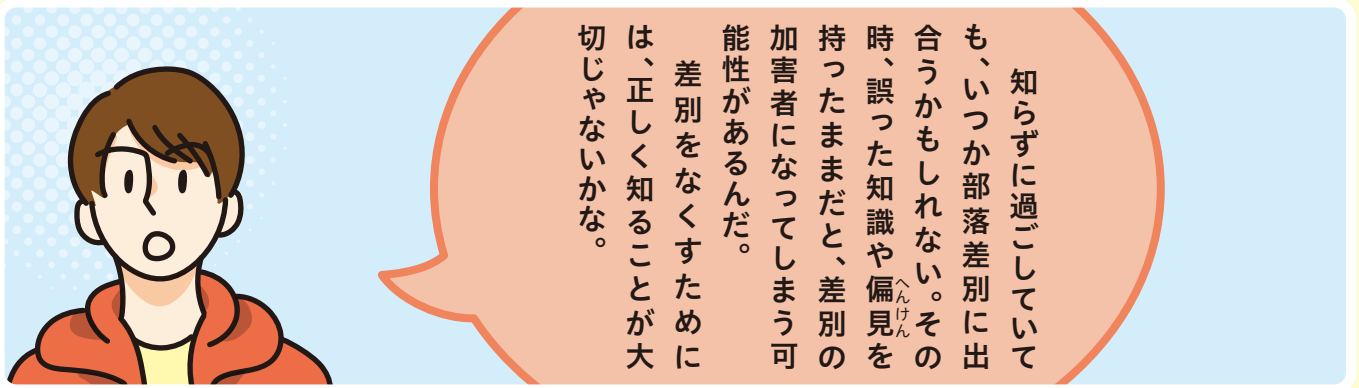 知らずに過ごしていて
も、いつか部落差別に出
合うかもしれない。その
時、誤った知識や偏見を
へんけん
持ったままだと、差別の
加害者になってしまう可
能性があるんだ。
差別をなくすために
は、正しく知ることが大
切じゃないかな。